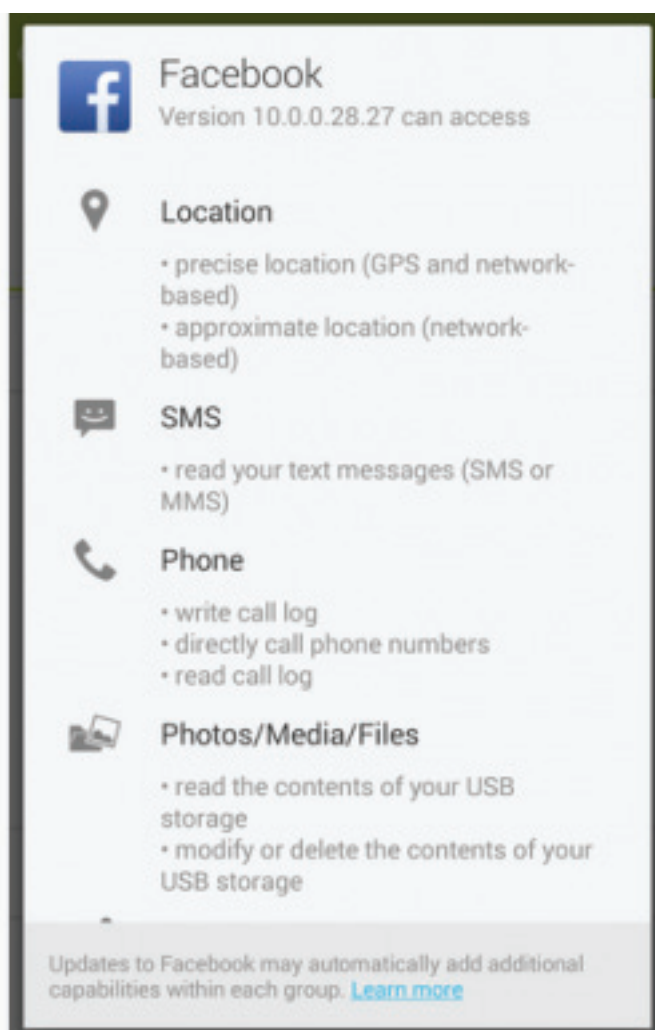 Facebook
Version 10.0.0.28.27 can access
Location
• precise location (GPS and network-
based)
• approximate location (network-
based)
SMS
• read your text messages (SMS or
MMS)
Phone
• write call log
• directly call phone numbers
• read call log
Photos/Media/Files
• read the contents of your USB
storage
• modify or delete the contents of your
USB storage
Updates to Facebook may automatically add additional
capabilities within each group. Learn more